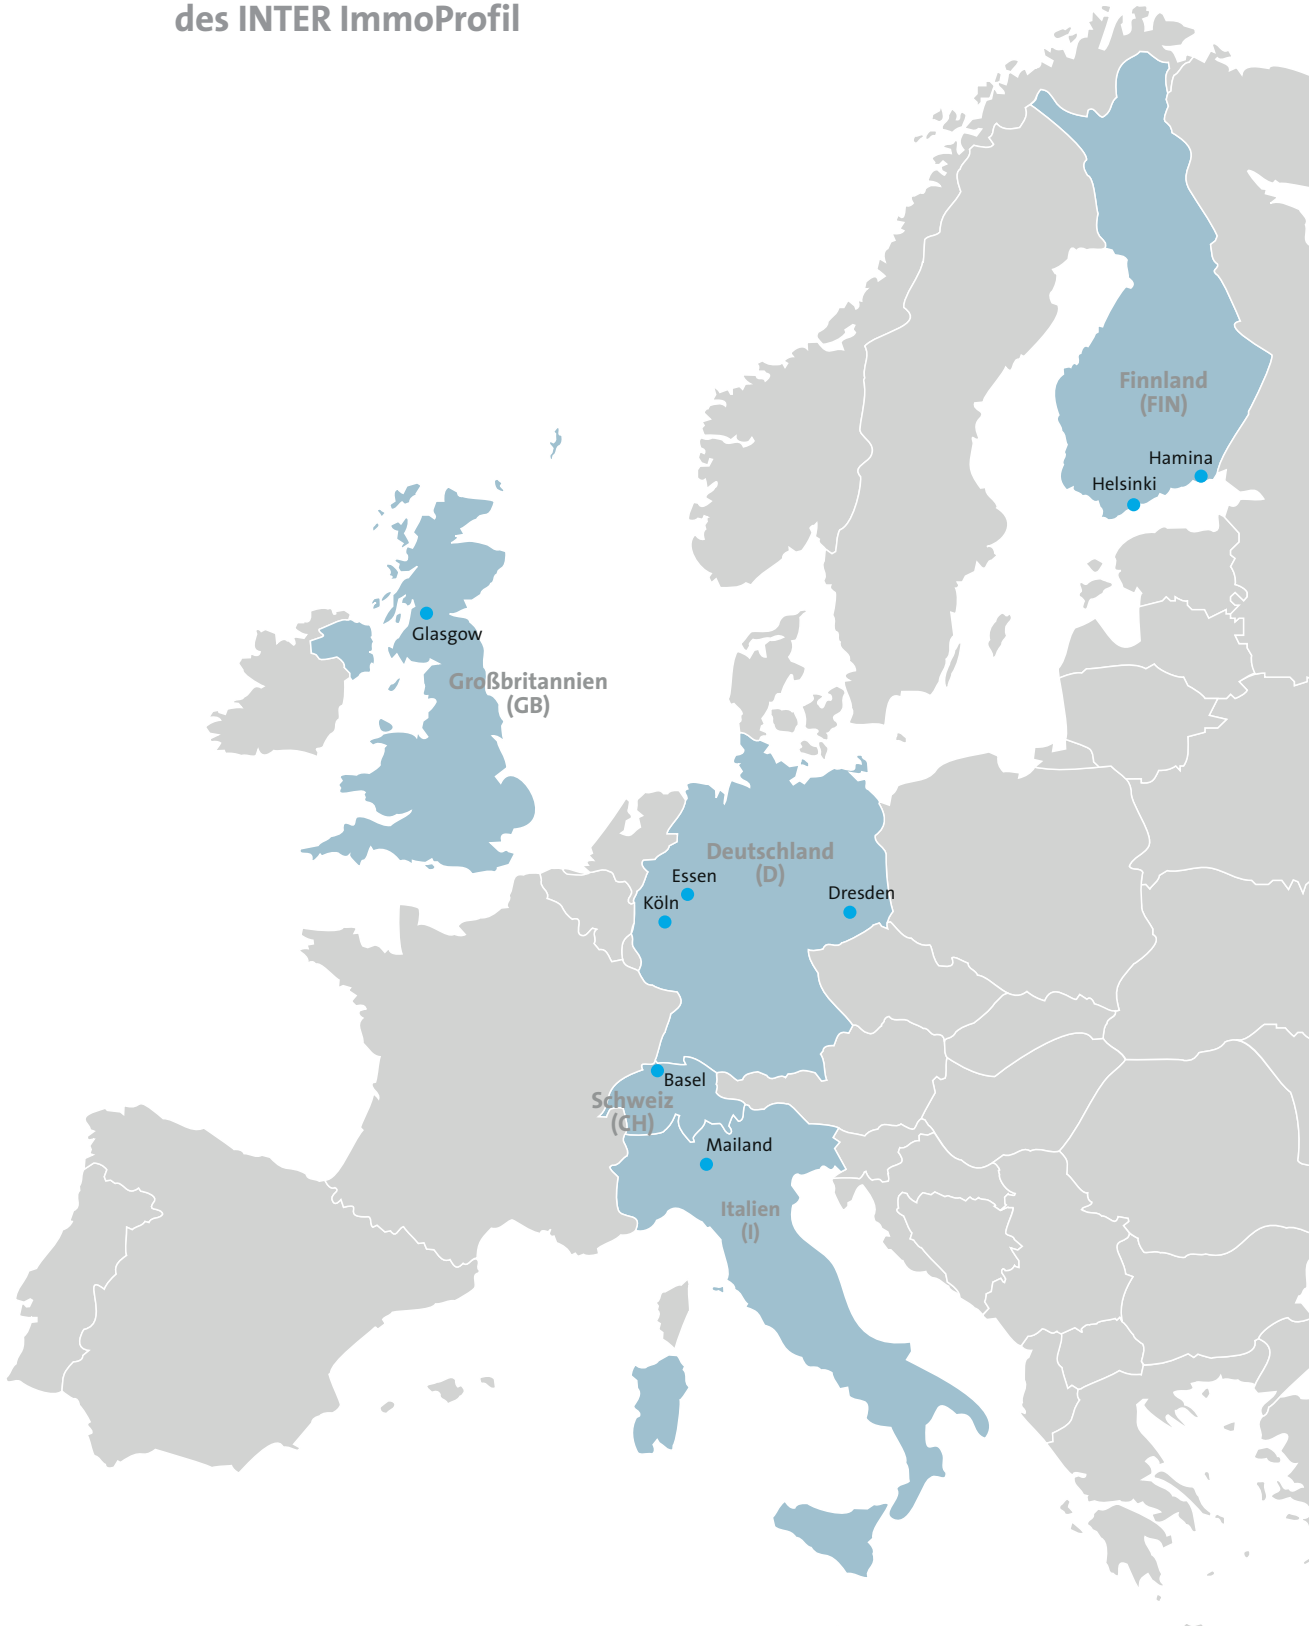 des INTER ImmoProfil
Finnland
(FIN)
Hamina
Helsinki
Glasgow
Großbritannien
(GB)
Deutschland
(D)
Essen
Köln
Dresden
Basel
Schweiz
(CH)
Mailand
Italien
(I)